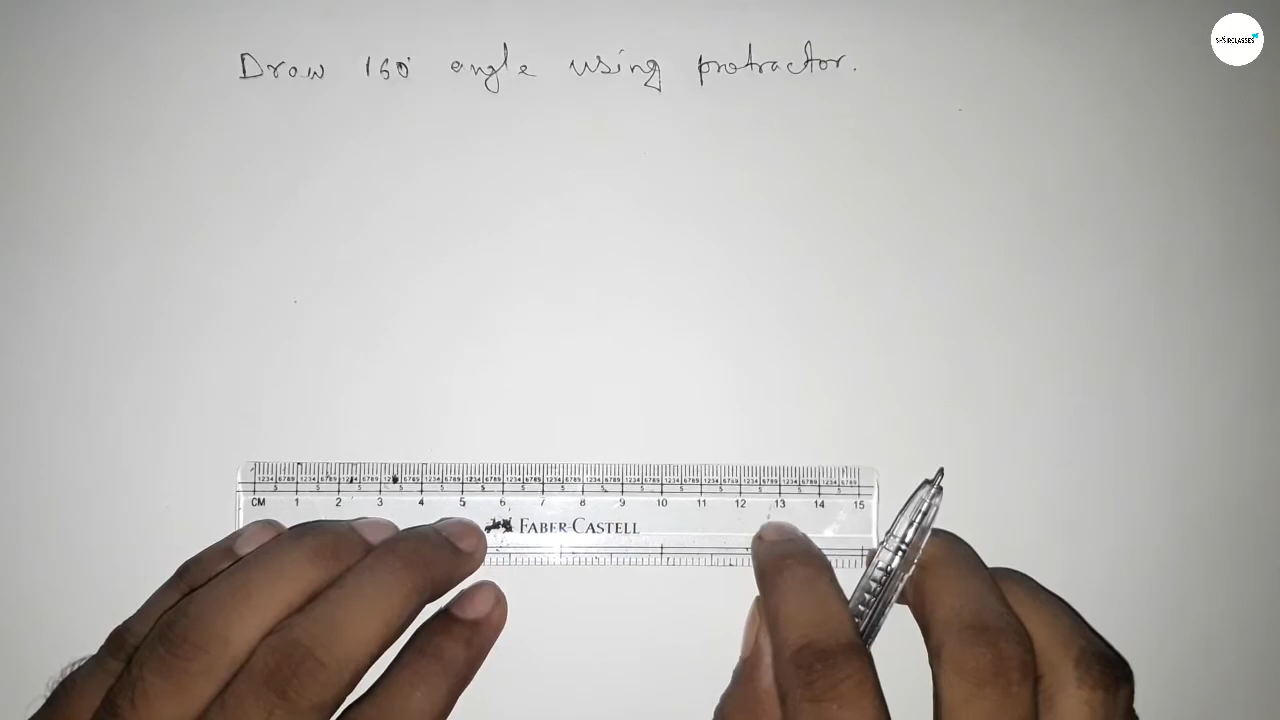 Draw 160° angle using protractor.
S·SIRCLASSES
CM 1 2 3 4 5 6 7 8 9 10 11 12 13 14 15
FABER-CASTELL